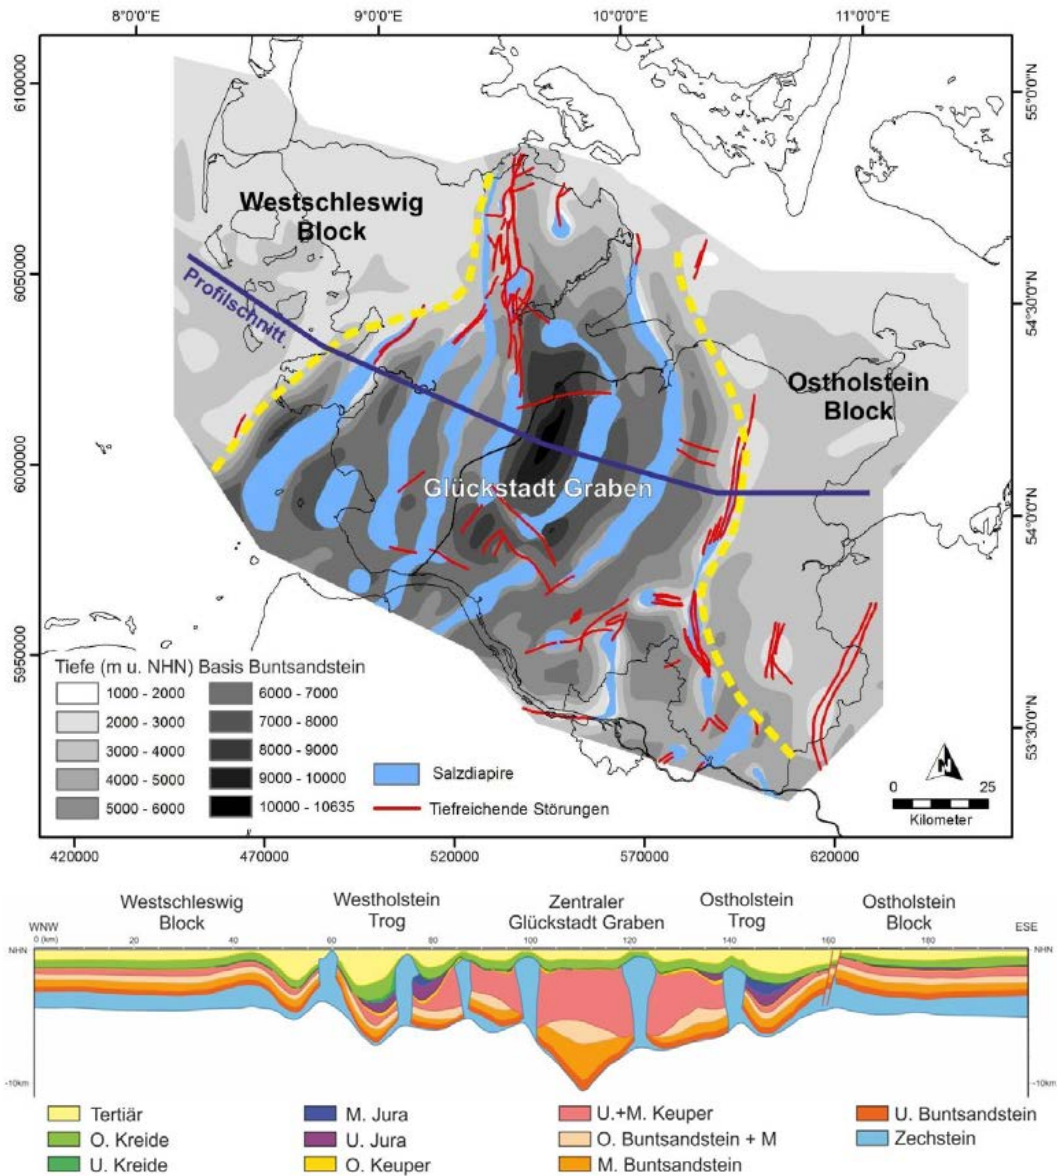 8°0'0"E 9°0'0"E 10°0'0"E 11°0'0"E
6100000
6050000
6000000
5950000
55°0'0"N
54°30'0"N
54°0'0"N
53°30'0"N
Westschleswig
Block
Profilschnitt
Ostholstein
Block
Glückstadt Graben
Tiefe (m u. NHN) Basis Buntsandstein
1000 - 2000 6000 - 7000
2000 - 3000 7000 - 8000
3000 - 4000 8000 - 9000
4000 - 5000 9000 - 10000
5000 - 6000 10000 - 10635
Salzdiapire
Tiefreichende Störungen
N
0 25
Kilometer
420000 470000 520000 570000 620000
Westschleswig Westholstein Zentraler Ostholstein Ostholstein
Block Trog Glückstadt Graben Trog Block
WNW ESE
0 (km) 20 40 60 80 100 120 140 160 180
NHN NHN
-10km -10km
Tertiär M. Jura U.+M. Keuper U. Buntsandstein
O. Kreide U. Jura O. Buntsandstein + M Zechstein
U. Kreide O. Keuper M. Buntsandstein